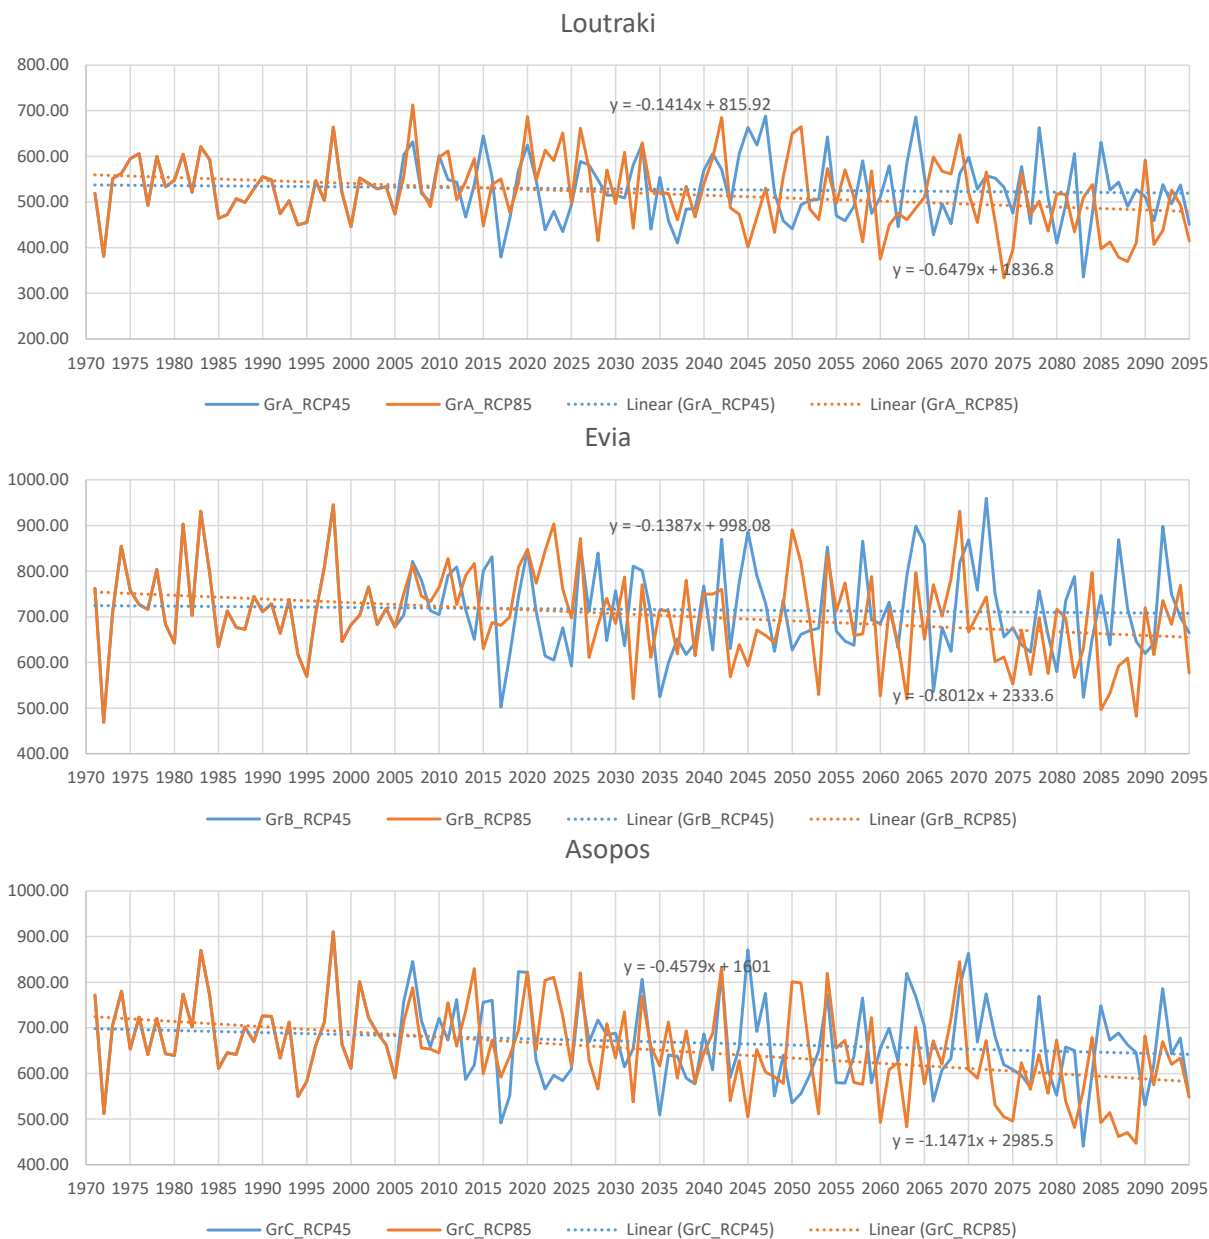 Loutraki
800.00
700.00
y = -0.1414x + 815.92
600.00
500.00
400.00
y = -0.6479x + 1836.8
300.00
200.00
1970 1975 1980 1985 1990 1995 2000 2005 2010 2015 2020 2025 2030 2035 2040 2045 2050 2055 2060 2065 2070 2075 2080 2085 2090 2095
GrA_RCP45 GrA_RCP85 Linear (GrA_RCP45) Linear (GrA_RCP85)
Evia
1000.00
900.00
y = -0.1387x + 998.08
800.00
700.00
600.00
y = -0.8012x + 2333.6
500.00
400.00
1970 1975 1980 1985 1990 1995 2000 2005 2010 2015 2020 2025 2030 2035 2040 2045 2050 2055 2060 2065 2070 2075 2080 2085 2090 2095
GrB_RCP45 GrB_RCP85 Linear (GrB_RCP45) Linear (GrB_RCP85)
Asopos
1000.00
900.00
y = -0.4579x + 1601
800.00
700.00
600.00
y = -1.1471x + 2985.5
500.00
400.00
1970 1975 1980 1985 1990 1995 2000 2005 2010 2015 2020 2025 2030 2035 2040 2045 2050 2055 2060 2065 2070 2075 2080 2085 2090 2095
GrC_RCP45 GrC_RCP85 Linear (GrC_RCP45) Linear (GrC_RCP85)